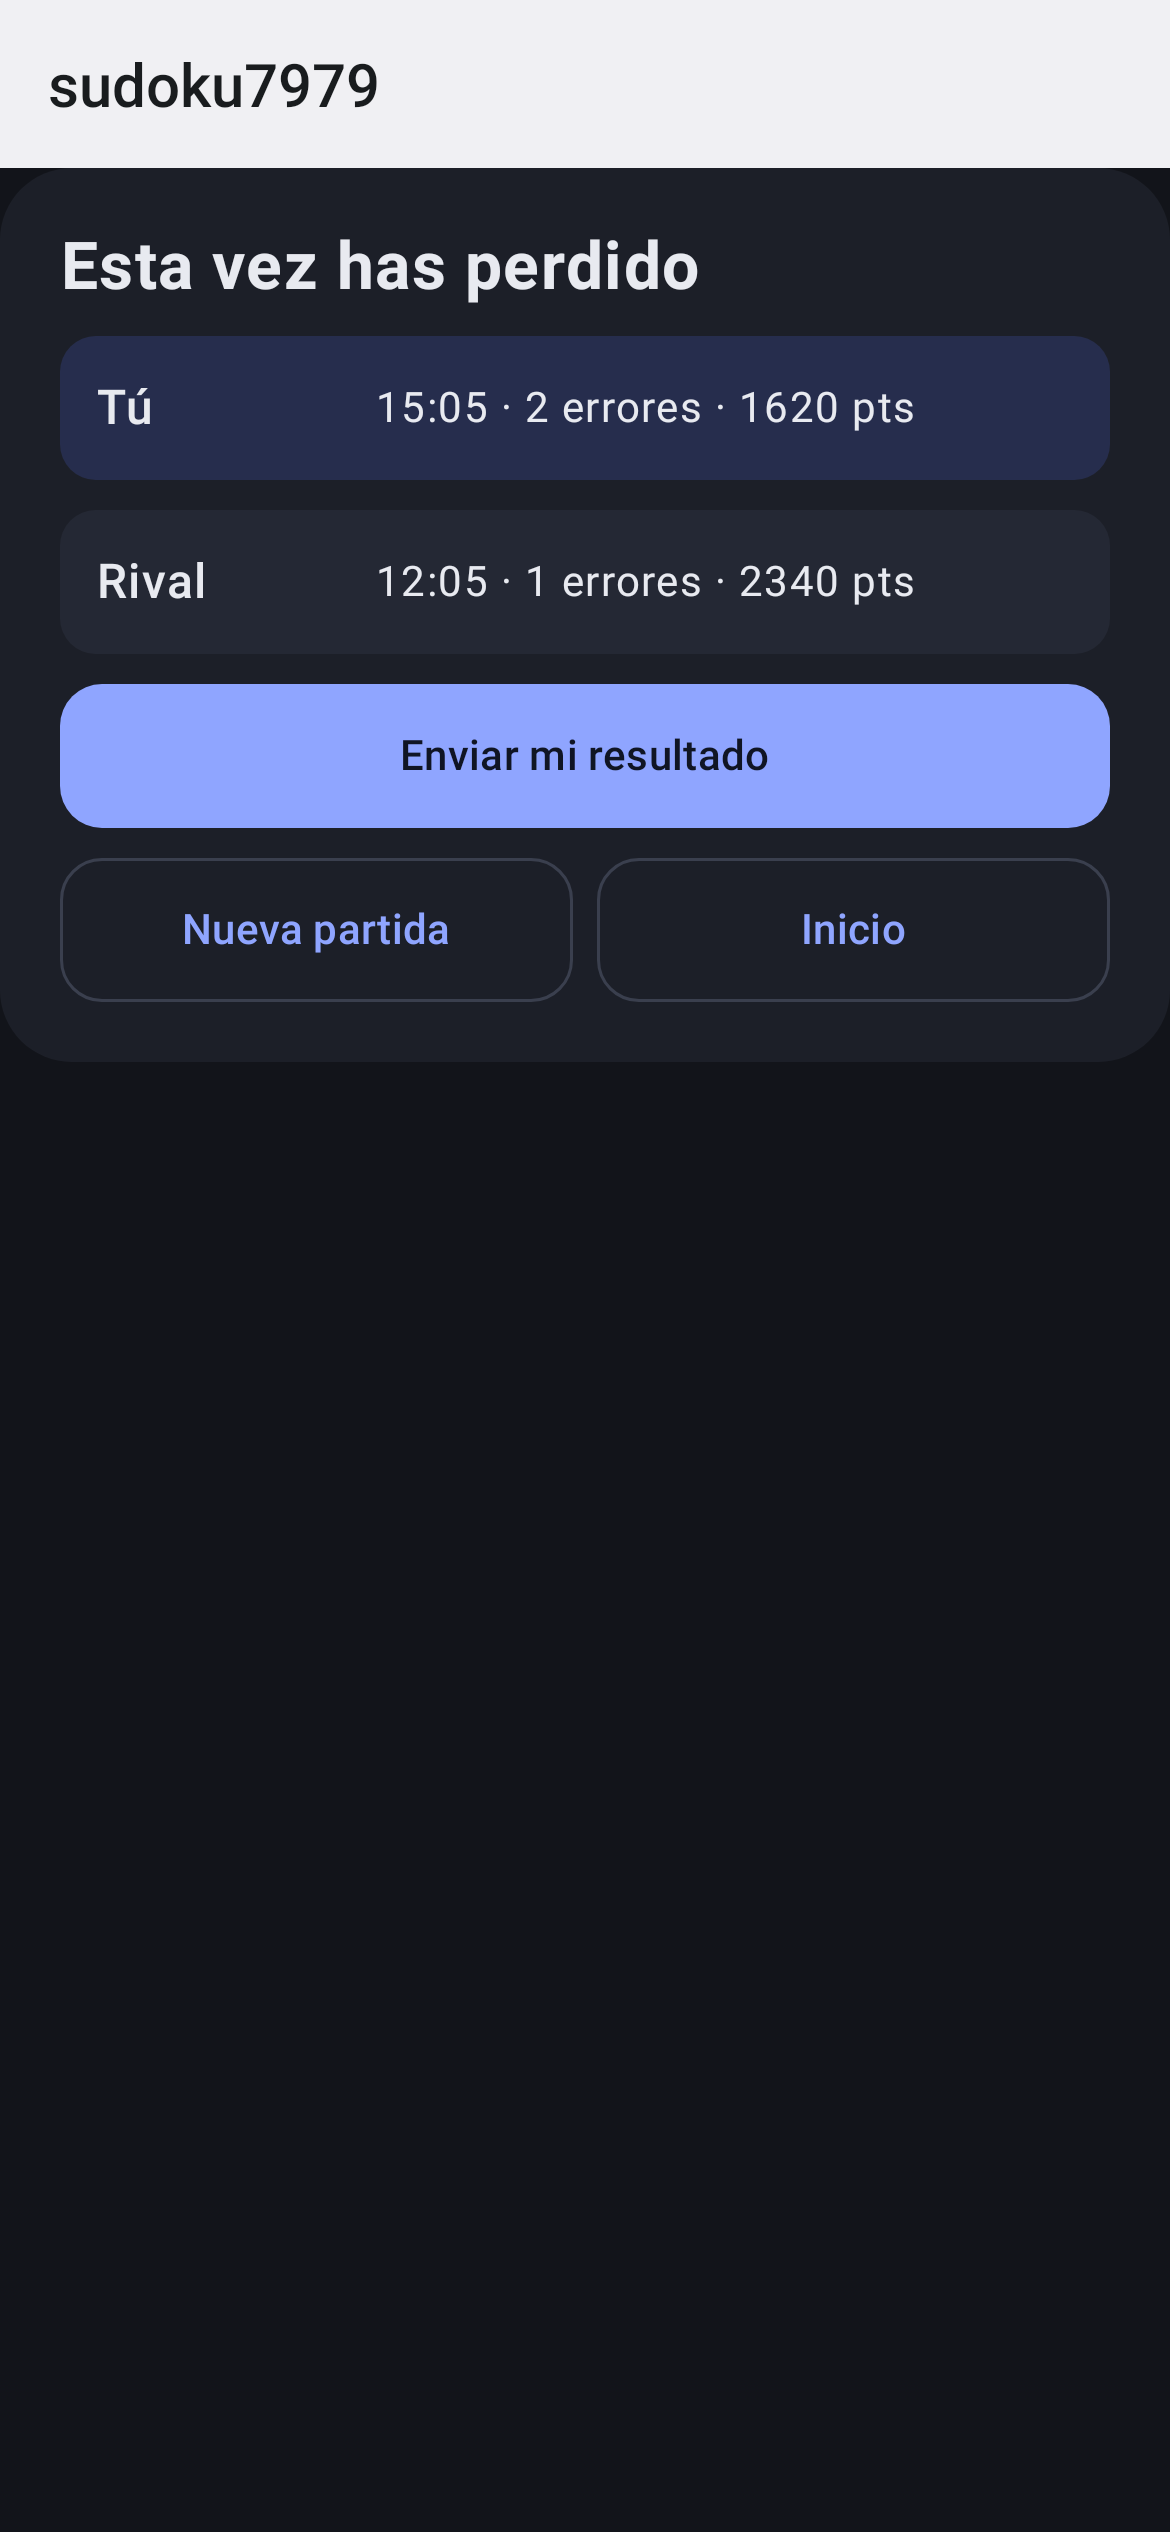 sudoku7979
Esta vez has perdido
Tú 15:05 · 2 errores · 1620 pts
Rival 12:05 · 1 errores · 2340 pts
Enviar mi resultado
Nueva partida Inicio